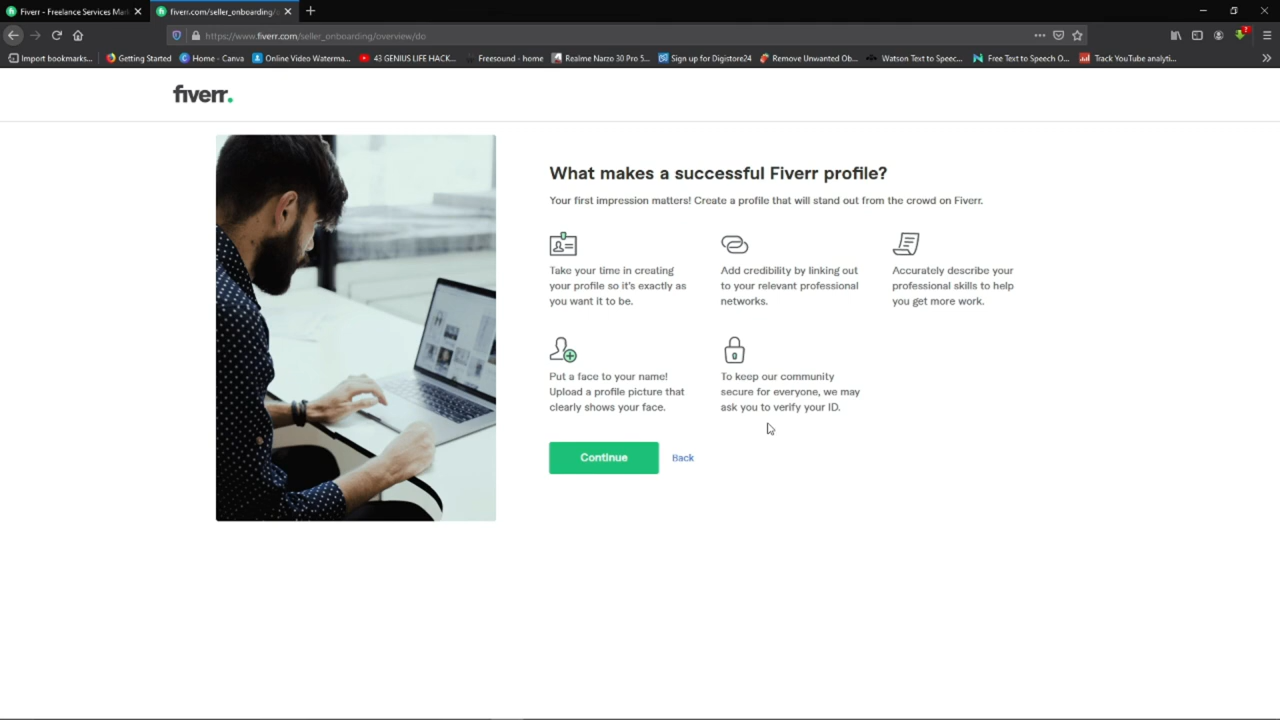 Fiverr - Freelance Services Mar
fiverr.com/seller_onboarding/
https://www.fiverr.com/seller_onboarding/overview/do
Import bookmarks...
Getting Started
Home - Canva
Online Video Waterma...
43 GENIUS LIFE HACK...
Freesound - home
Realme Narzo 30 Pro 5...
Sign up for Digistore24
Remove Unwanted Ob...
Watson Text to Speec...
Free Text to Speech O...
Track YouTube analyti...
fiverr.
What makes a successful Fiverr profile?
Your first impression matters! Create a profile that will stand out from the crowd on Fiverr.
Take your time in creating
your profile so it's exactly as
you want it to be.
Add credibility by linking out
to your relevant professional
networks.
Accurately describe your
professional skills to help
you get more work.
Put a face to your name!
Upload a profile picture that
clearly shows your face.
To keep our community
secure for everyone, we may
ask you to verify your ID.
Continue
Back